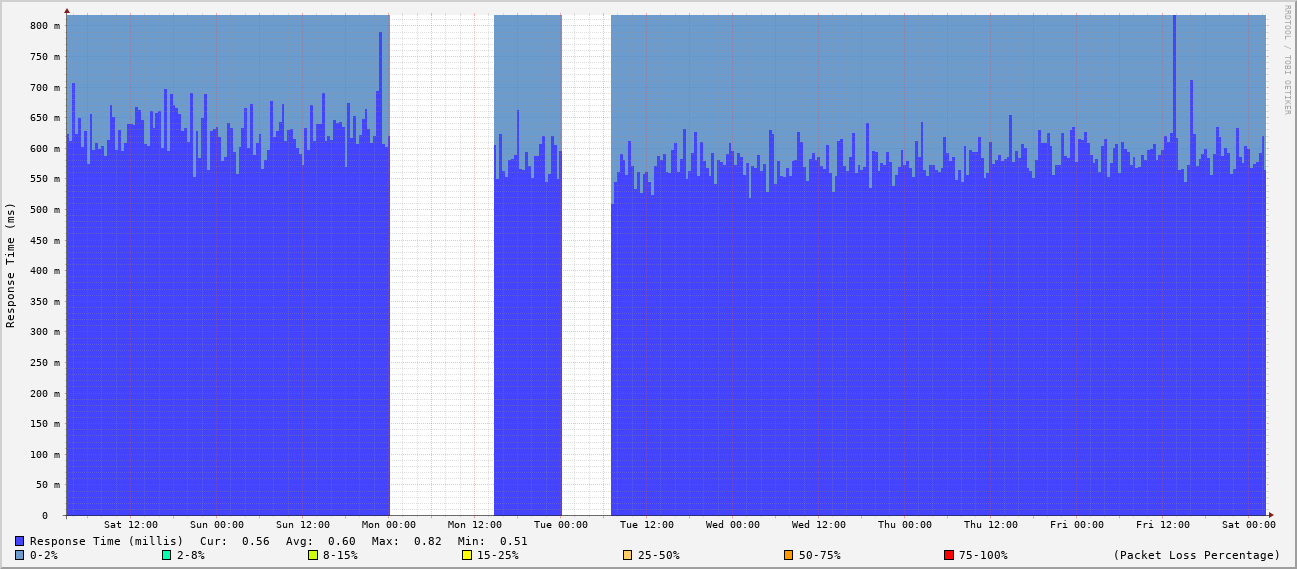 RRDTOOL / TOBI OETIKER
Response Time (ms)
800 m
750 m
700 m
650 m
600 m
550 m
500 m
450 m
400 m
350 m
300 m
250 m
200 m
150 m
100 m
50 m
0
Sat 12:00 Sun 00:00 Sun 12:00 Mon 00:00 Mon 12:00 Tue 00:00 Tue 12:00 Wed 00:00 Wed 12:00 Thu 00:00 Thu 12:00 Fri 00:00 Fri 12:00 Sat 00:00
Response Time (millis) Cur: 0.56 Avg: 0.60 Max: 0.82 Min: 0.51
0-2% 2-8% 8-15% 15-25% 25-50% 50-75% 75-100% (Packet Loss Percentage)